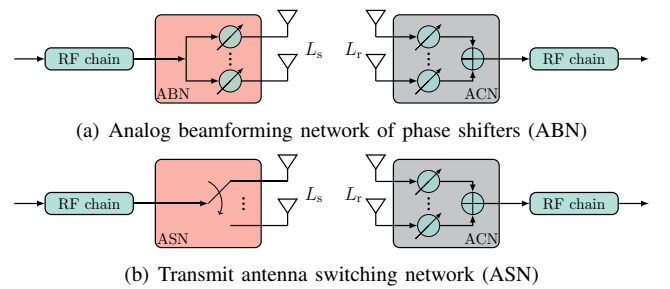 RF chain
ABN
L_s
L_r
ACN
RF chain
(a) Analog beamforming network of phase shifters (ABN)
RF chain
ASN
L_s
L_r
ACN
RF chain
(b) Transmit antenna switching network (ASN)